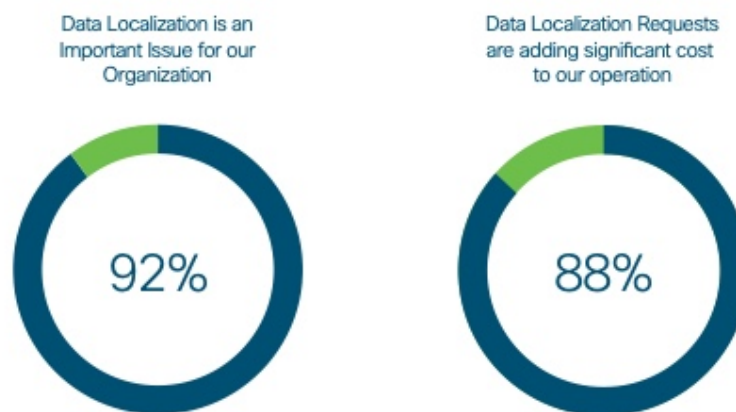 Data Localization is an
Important Issue for our
Organization
92%
Data Localization Requests
are adding significant cost
to our operation
88%